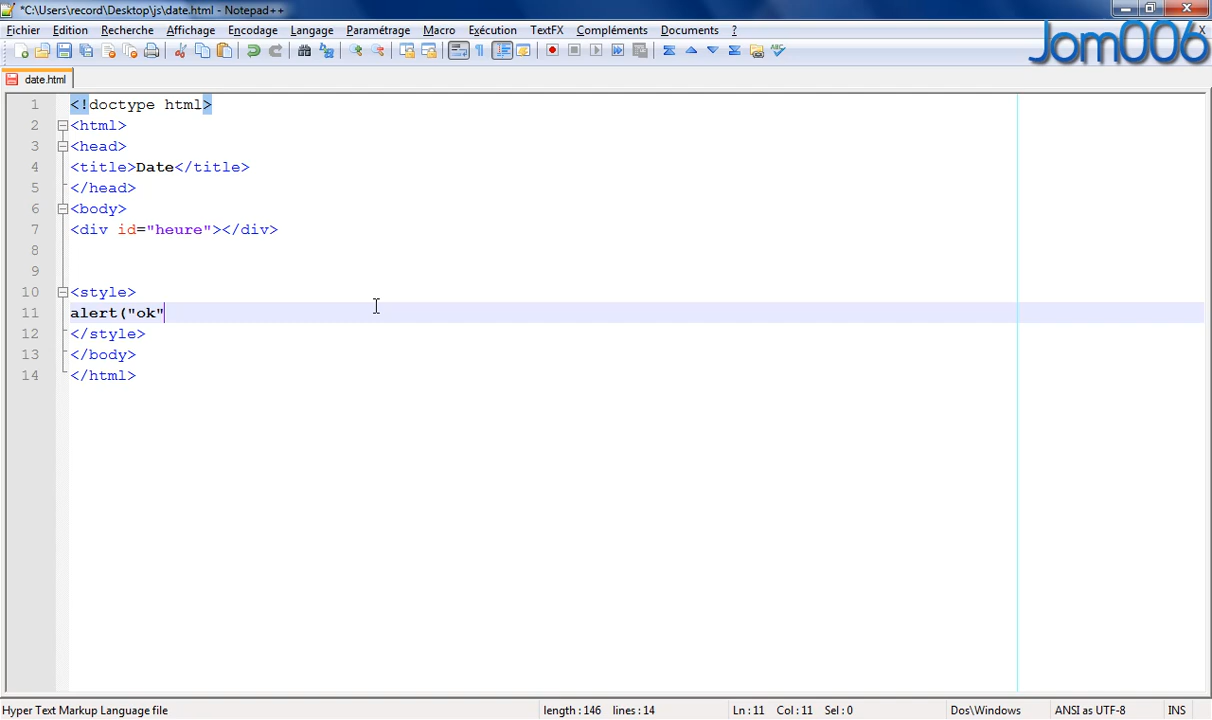 *C:\Users\record\Desktop\js\date.html - Notepad++
Fichier Edition Recherche Affichage Encodage Langage Paramétrage Macro Exécution TextFX Compléments Documents ?
Jom006
date.html
1 <!doctype html>
2 <html>
3 <head>
4 <title>Date</title>
5 </head>
6 <body>
7 <div id="heure"></div>
8
9
10 <style>
11 alert("ok"
12 </style>
13 </body>
14 </html>
Hyper Text Markup Language file length : 146 lines : 14 Ln : 11 Col : 11 Sel : 0 Dos\Windows ANSI as UTF-8 INS